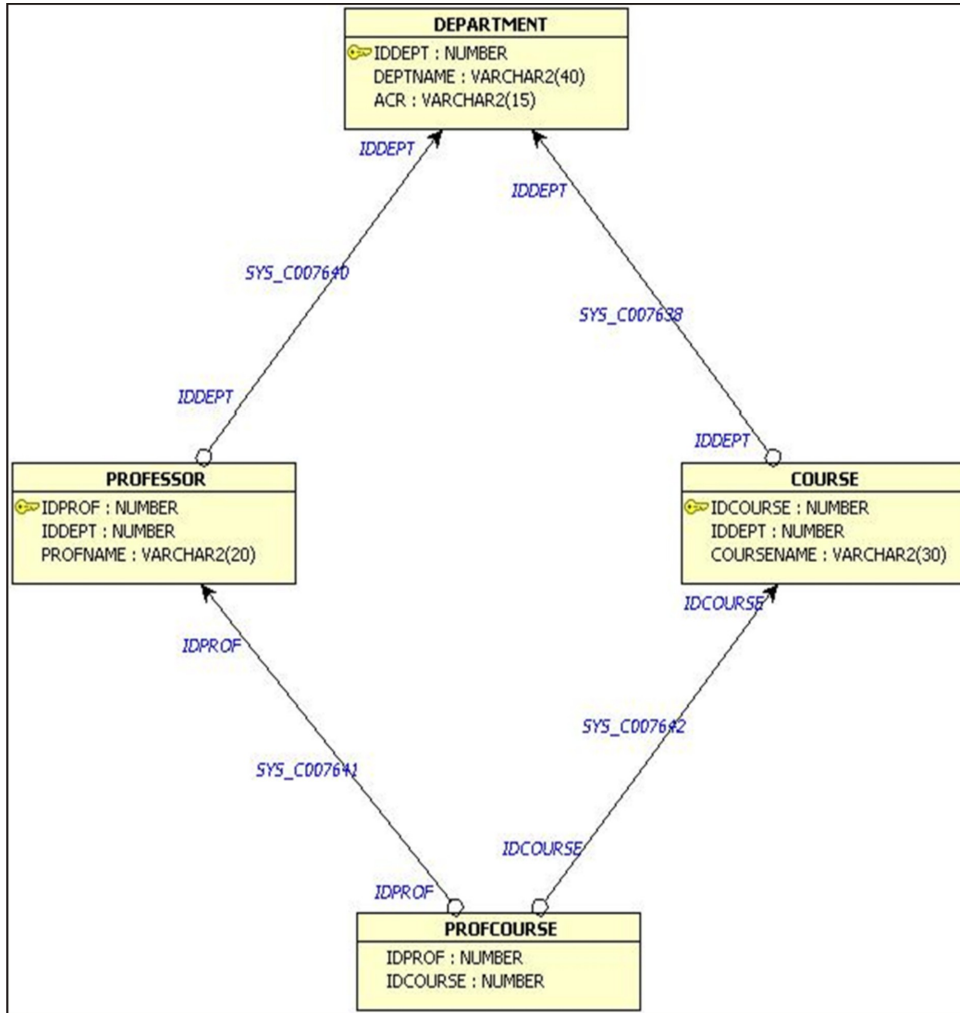 DEPARTMENT
IDDEPT : NUMBER
DEPTNAME : VARCHAR2(40)
ACR : VARCHAR2(15)
IDDEPT
IDDEPT
SYS_C007640
SYS_C007638
IDDEPT
IDDEPT
PROFESSOR
IDPROF : NUMBER
IDDEPT : NUMBER
PROFNAME : VARCHAR2(20)
COURSE
IDCOURSE : NUMBER
IDDEPT : NUMBER
COURSENAME : VARCHAR2(30)
IDCOURSE
IDPROF
SYS_C007642
SYS_C007641
IDCOURSE
IDPROF
PROFCOURSE
IDPROF : NUMBER
IDCOURSE : NUMBER